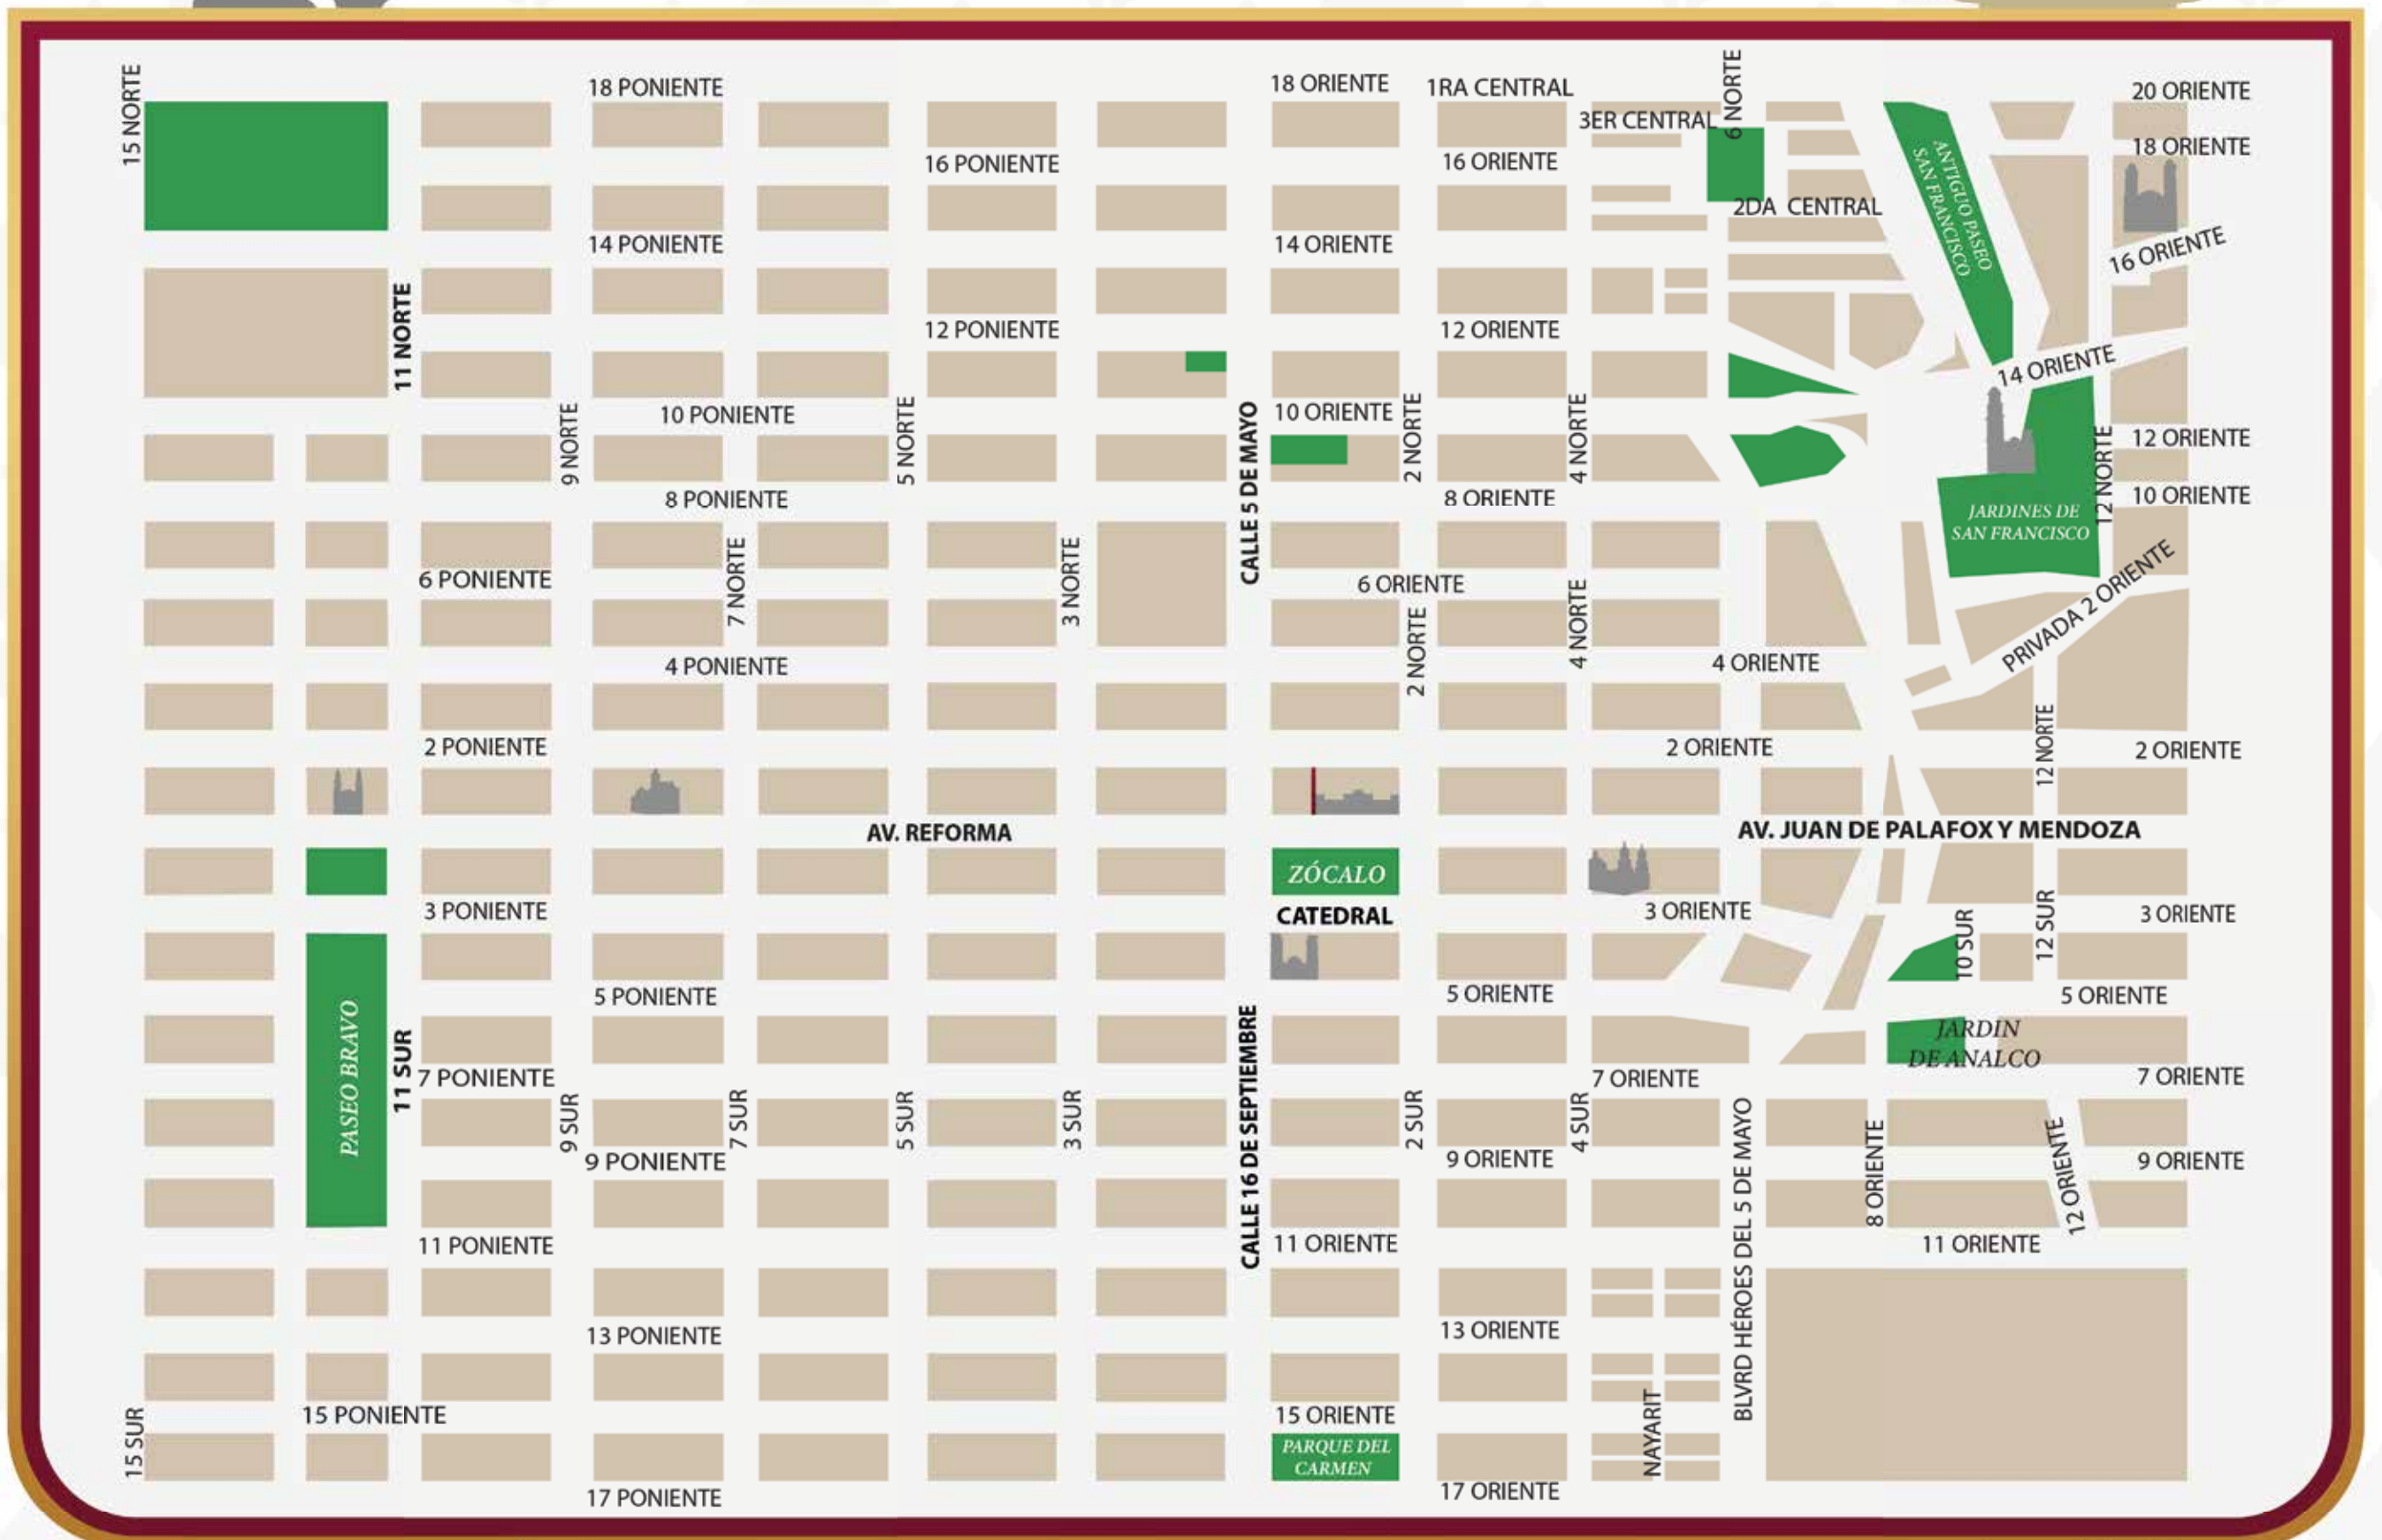 15 NORTE
18 PONIENTE
18 ORIENTE
1RA CENTRAL
6 NORTE
20 ORIENTE
3ER CENTRAL
18 ORIENTE
16 PONIENTE
16 ORIENTE
ANTIGUO PASEO
SAN FRANCISCO
2DA CENTRAL
14 PONIENTE
14 ORIENTE
16 ORIENTE
11 NORTE
12 PONIENTE
12 ORIENTE
14 ORIENTE
10 PONIENTE
10 ORIENTE
9 NORTE
5 NORTE
CALLE 5 DE MAYO
2 NORTE
4 NORTE
12 NORTE
12 ORIENTE
8 PONIENTE
8 ORIENTE
10 ORIENTE
JARDINES DE
SAN FRANCISCO
7 NORTE
3 NORTE
6 PONIENTE
6 ORIENTE
4 NORTE
2 NORTE
PRIVADA 2 ORIENTE
4 PONIENTE
4 ORIENTE
12 NORTE
2 PONIENTE
2 ORIENTE
2 ORIENTE
AV. REFORMA
AV. JUAN DE PALAFOX Y MENDOZA
ZÓCALO
3 PONIENTE
CATEDRAL
3 ORIENTE
10 SUR
12 SUR
3 ORIENTE
5 PONIENTE
5 ORIENTE
5 ORIENTE
PASEO BRAVO
11 SUR
CALLE 16 DE SEPTIEMBRE
JARDIN
DE ANALCO
7 PONIENTE
7 ORIENTE
7 ORIENTE
9 SUR
7 SUR
5 SUR
3 SUR
2 SUR
4 SUR
BLVRD HÉROES DEL 5 DE MAYO
8 ORIENTE
12 ORIENTE
9 PONIENTE
9 ORIENTE
9 ORIENTE
11 PONIENTE
11 ORIENTE
11 ORIENTE
13 PONIENTE
13 ORIENTE
15 SUR
15 PONIENTE
15 ORIENTE
NAYARIT
PARQUE DEL
CARMEN
17 PONIENTE
17 ORIENTE